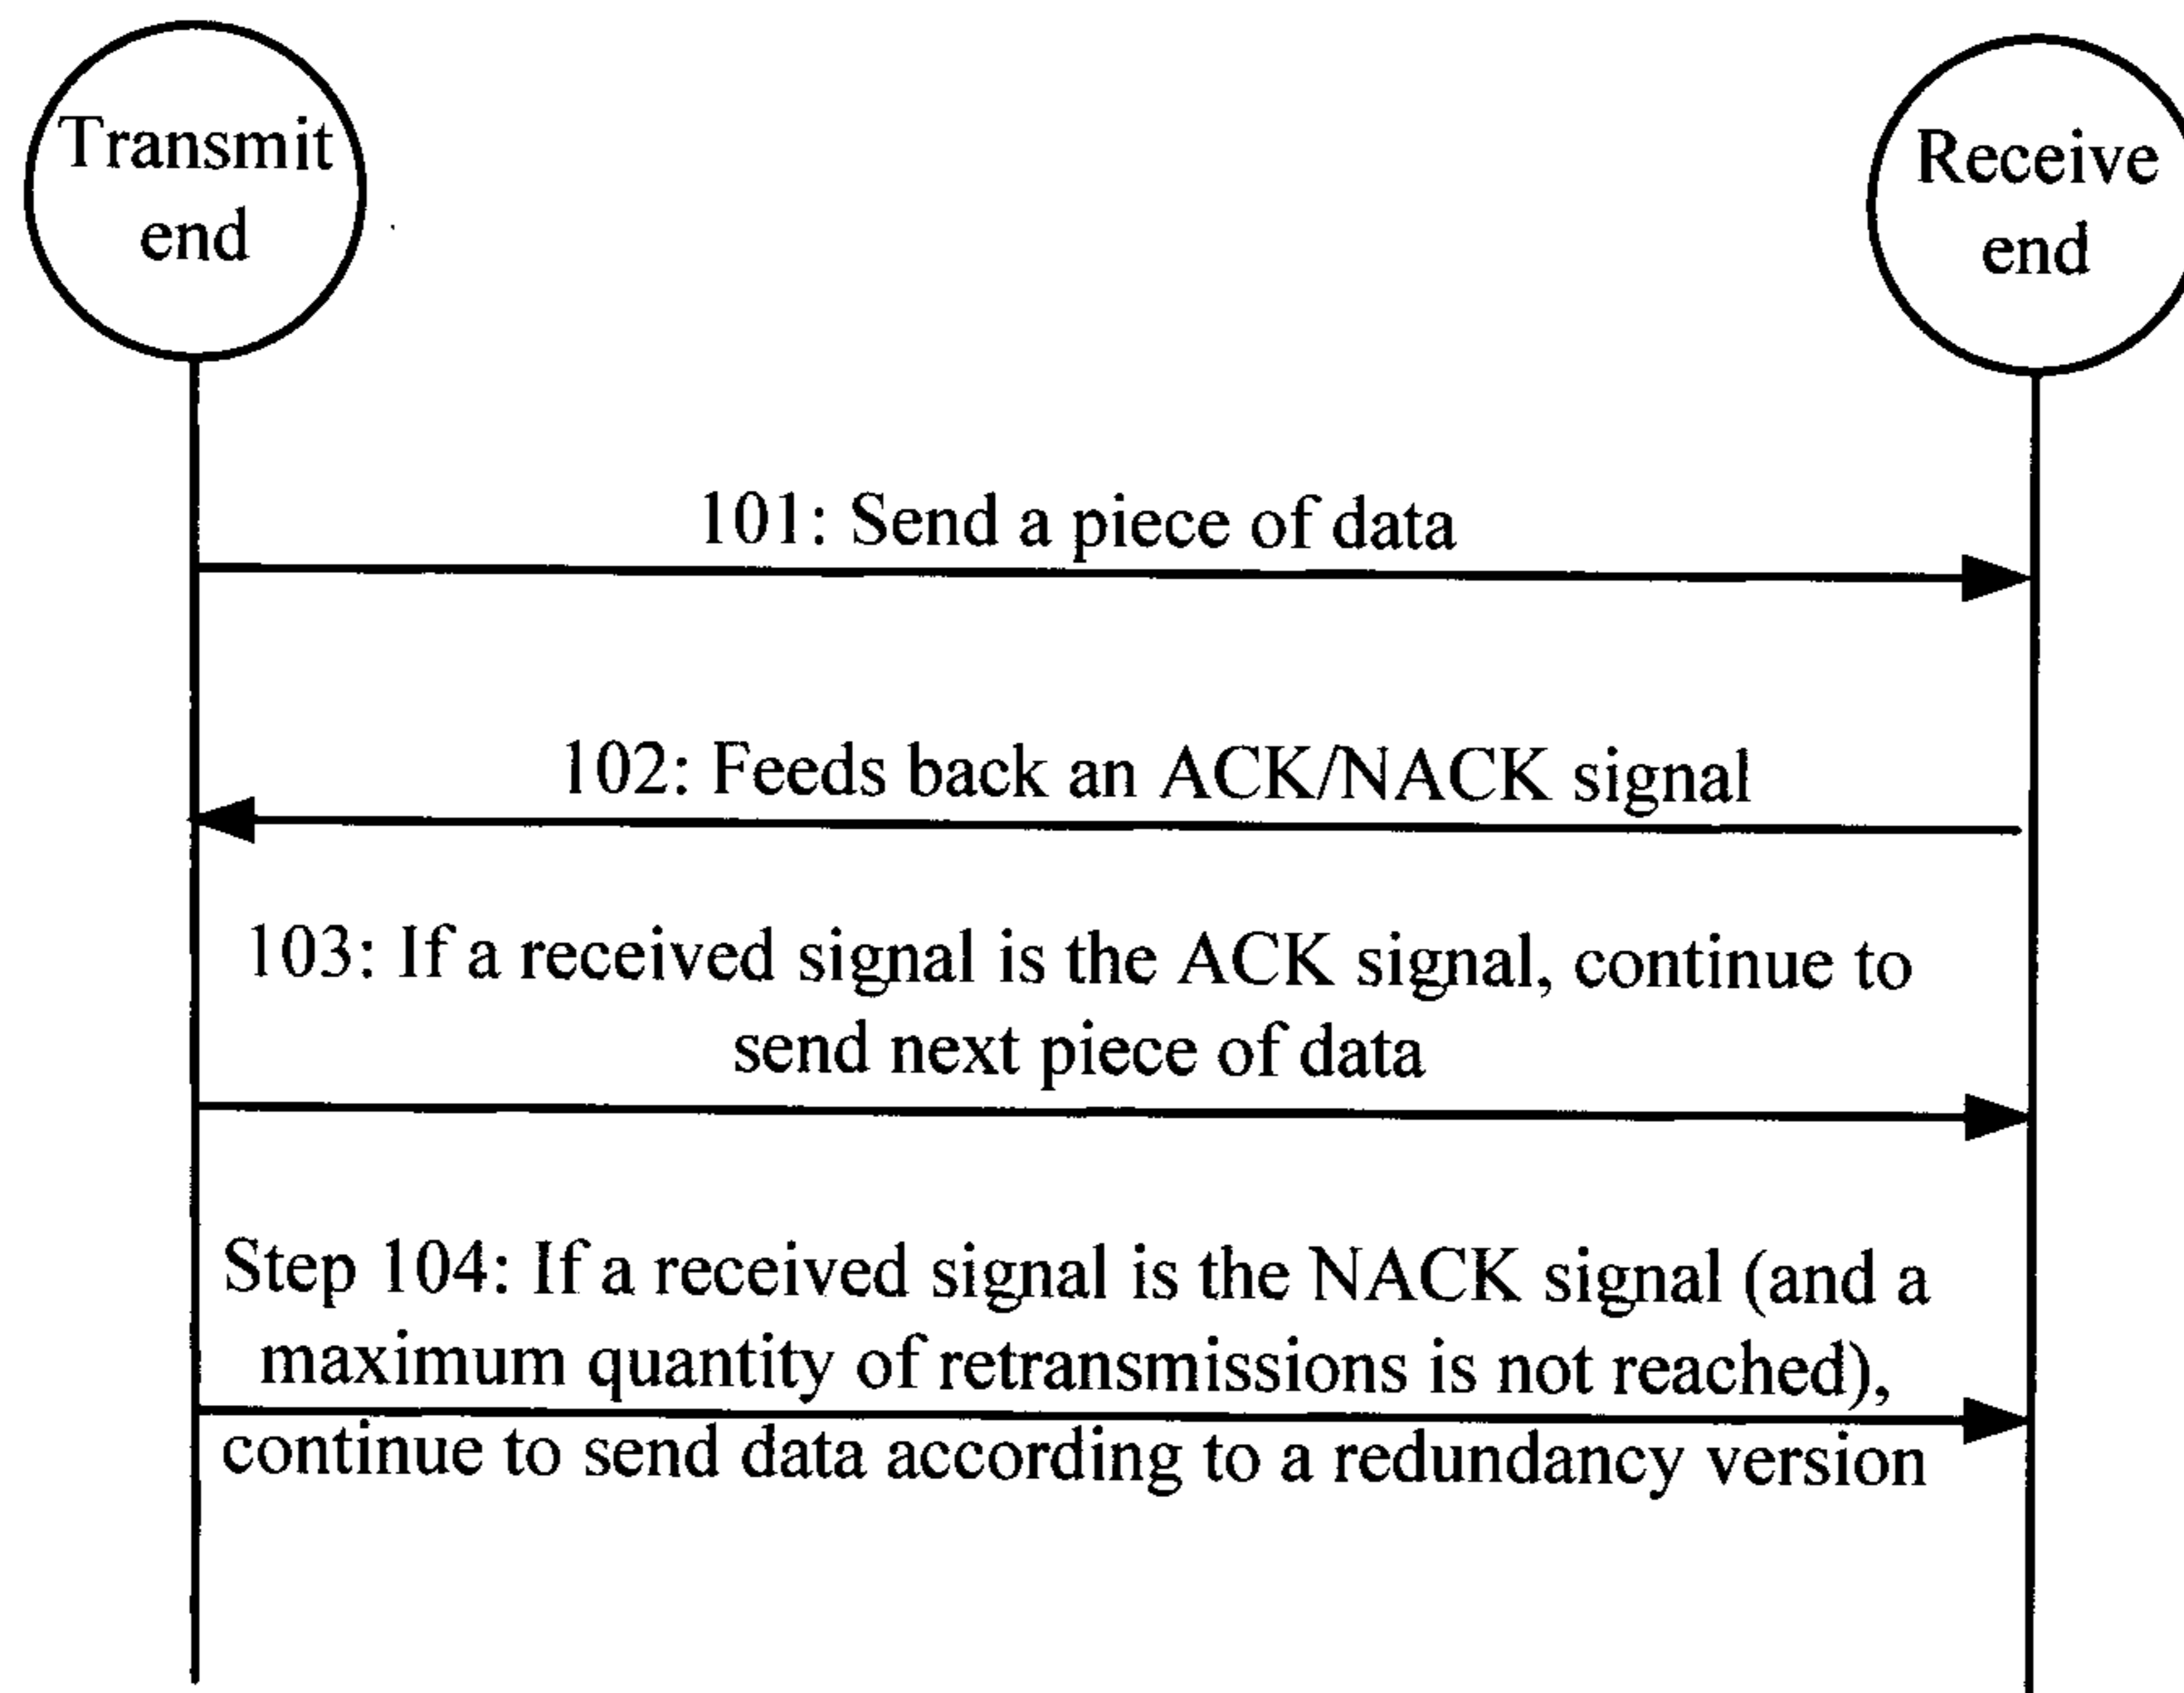 Transmit
end
Receive
end
101: Send a piece of data
102: Feeds back an ACK/NACK signal
103: If a received signal is the ACK signal, continue to
send next piece of data
Step 104: If a received signal is the NACK signal (and a
maximum quantity of retransmissions is not reached),
continue to send data according to a redundancy version